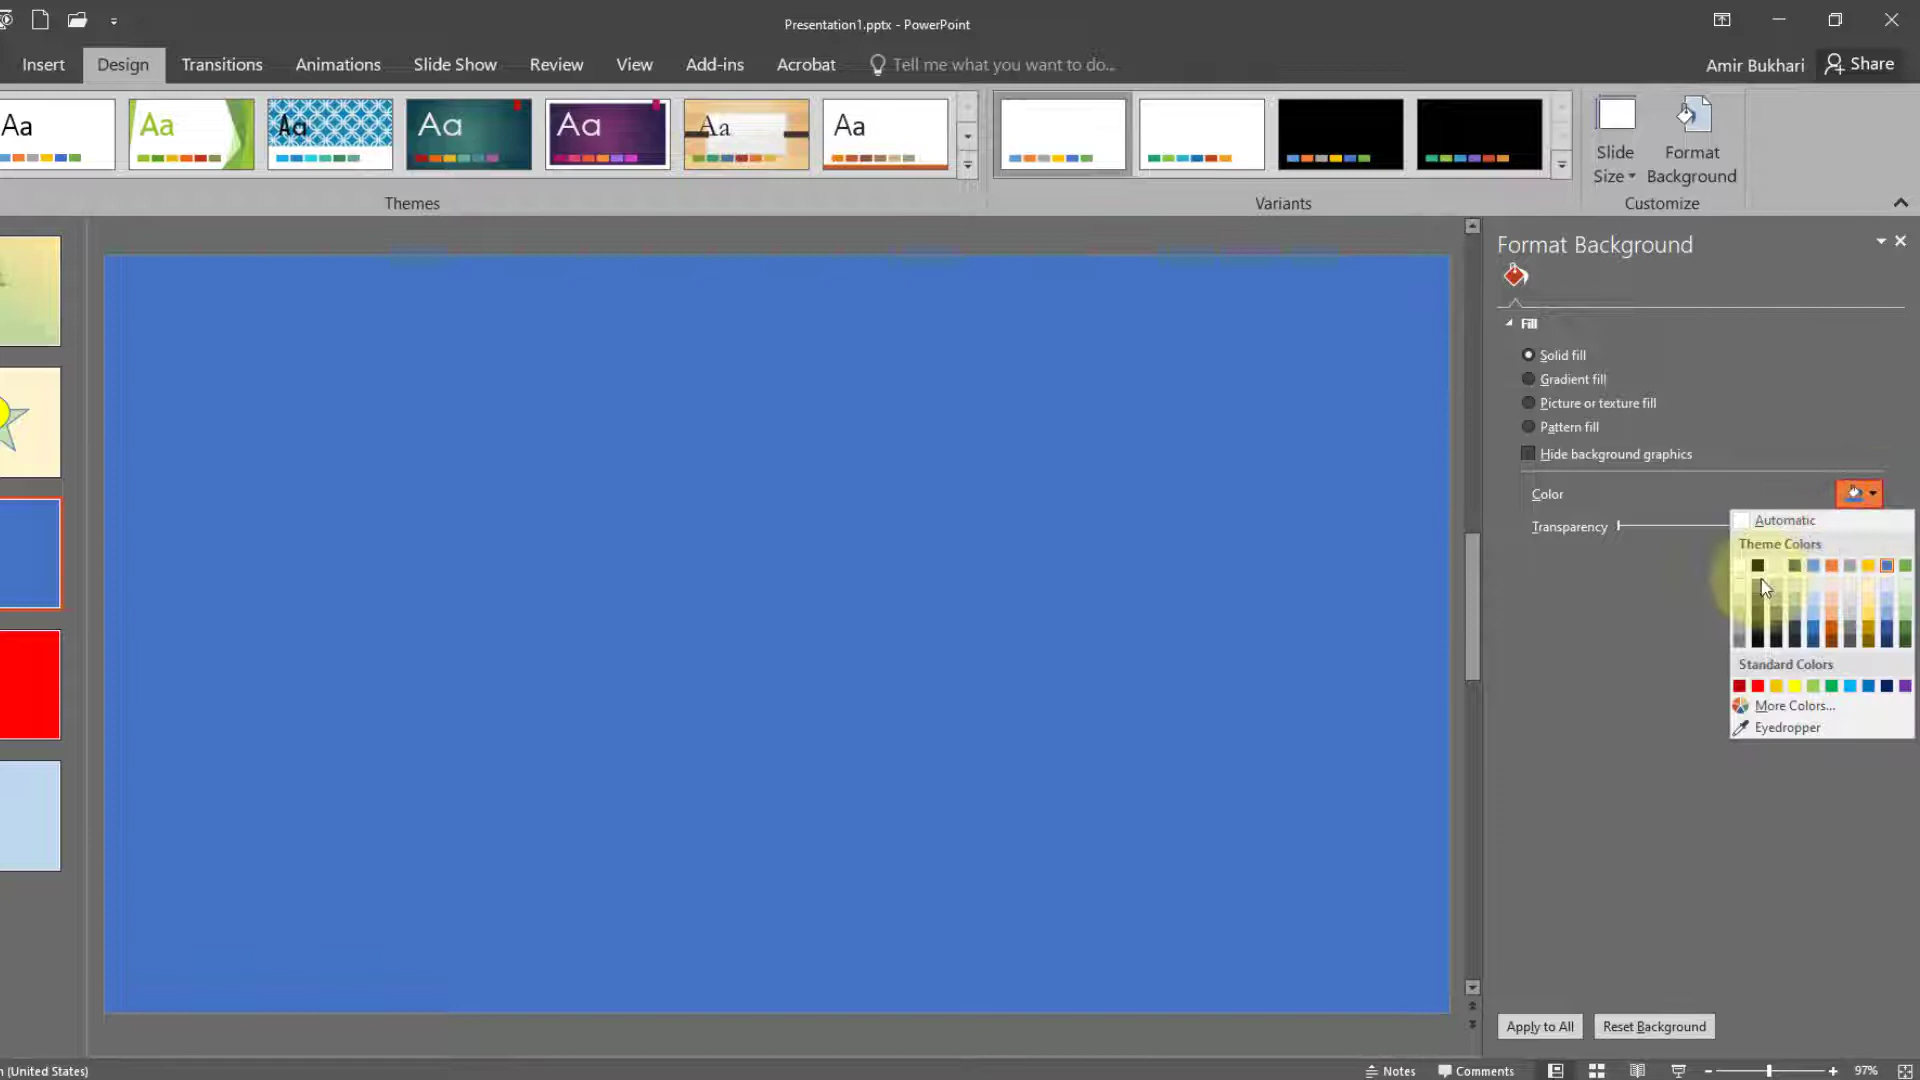 Presentation1.pptx - PowerPoint
Insert
Design
Transitions
Animations
Slide Show
Review
View
Add-ins
Acrobat
Tell me what you want to do...
Amir Bukhari
Share
Aa
Aa
Aa
Aa
Aa
Aa
Aa
Slide
Size
Format
Background
Themes
Variants
Customize
Format Background
Fill
Solid fill
Gradient fill
Picture or texture fill
Pattern fill
Hide background graphics
Color
Transparency
Automatic
Theme Colors
Standard Colors
More Colors...
Eyedropper
Apply to All
Reset Background
(United States)
Notes
Comments
97%